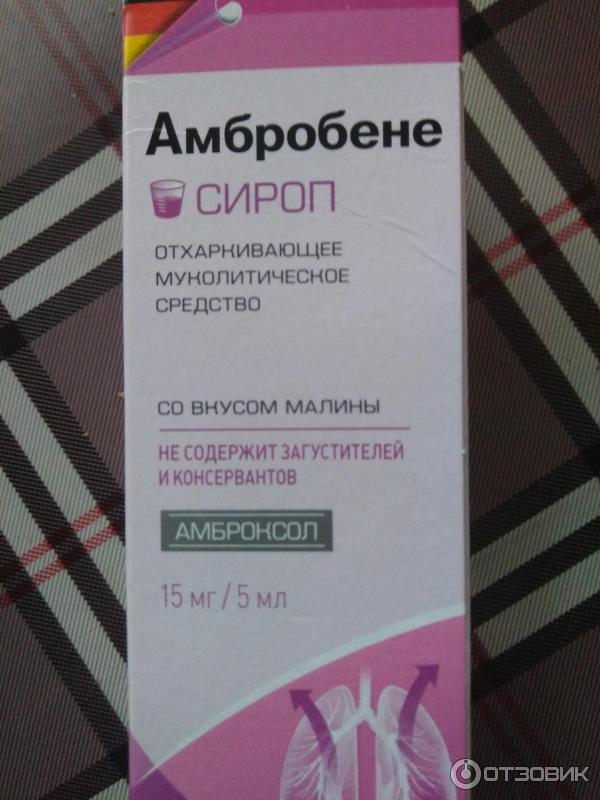 Амбробене
СИРОП
ОТХАРКИВАЮЩЕЕ
МУКОЛИТИЧЕСКОЕ
СРЕДСТВО
СО ВКУСОМ МАЛИНЫ
НЕ СОДЕРЖИТ ЗАГУСТИТЕЛЕЙ
И КОНСЕРВАНТОВ
АМБРОКСОЛ
15 мг / 5 мл
ОТЗОВИК